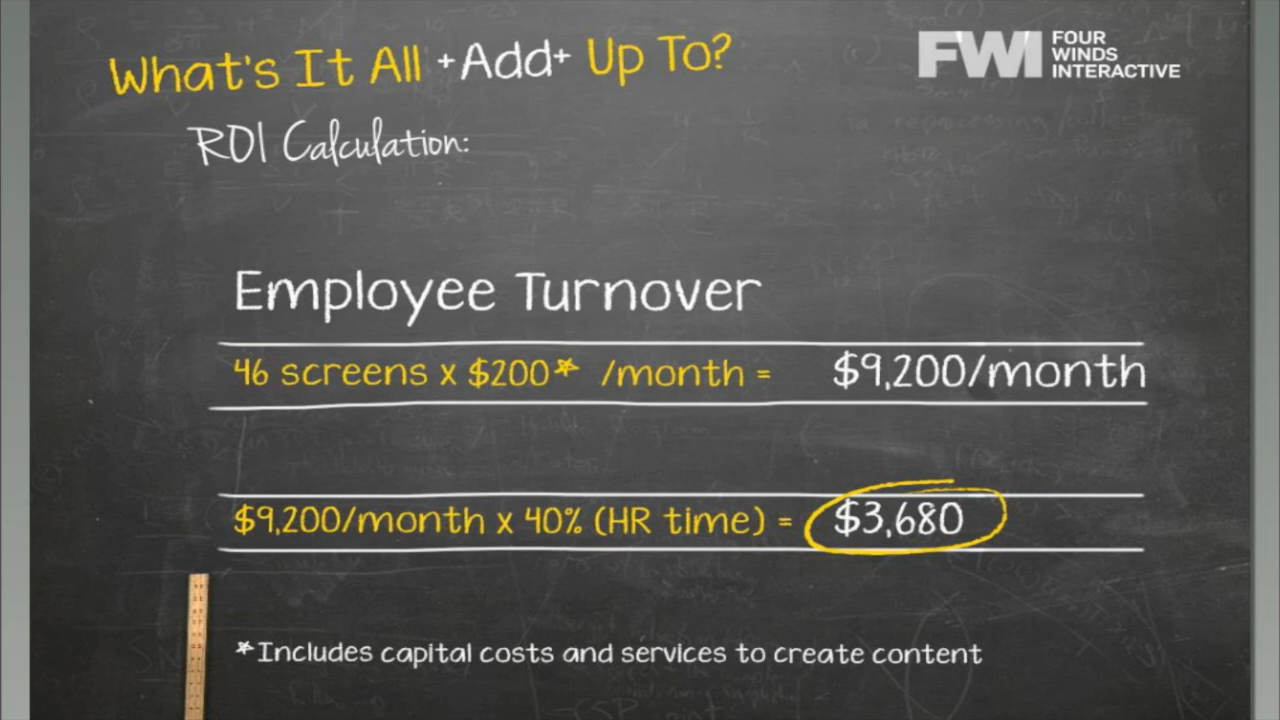 What's It All +Add+ Up To?
FWI FOUR WINDS INTERACTIVE
ROI Calculation:
Employee Turnover
46 screens x $200* /month = $9,200/month
$9,200/month x 40% (HR time) = $3,680
*Includes capital costs and services to create content